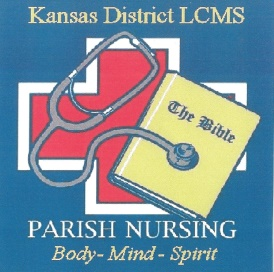 Kansas District LCMS
The Bible
PARISH NURSING
Body - Mind - Spirit